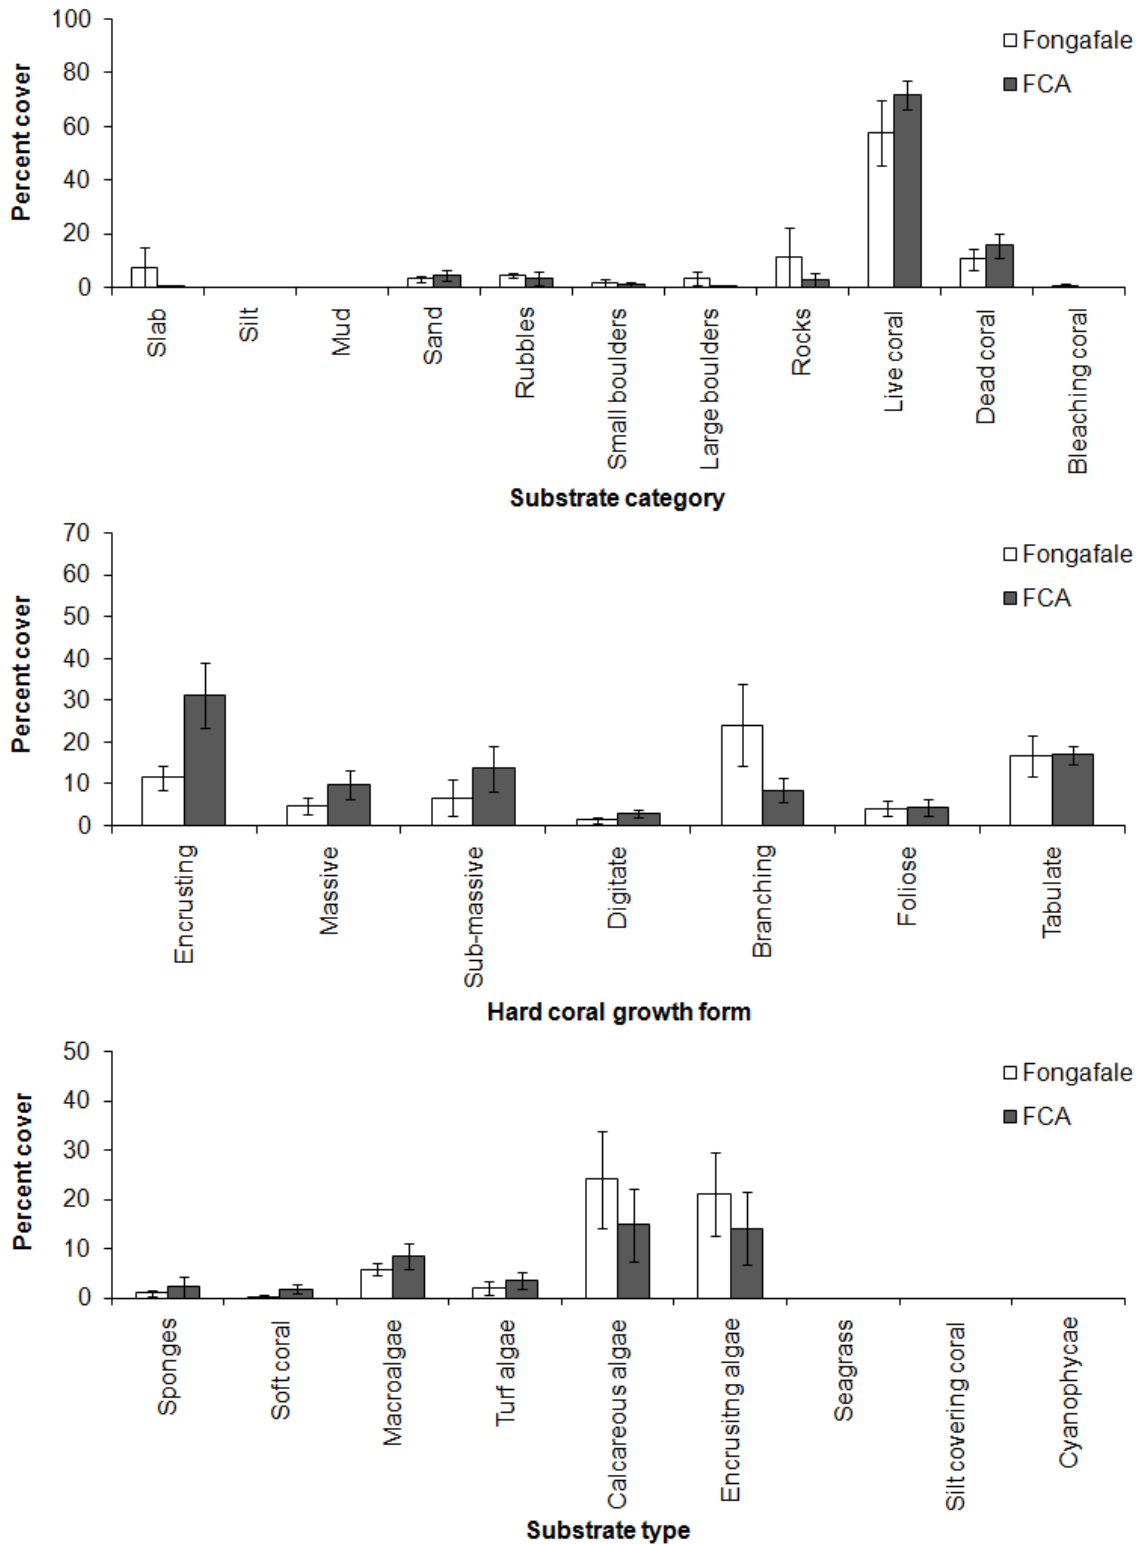 Percent cover
100
80
60
40
20
0
Fongafale
FCA
Slab
Silt
Mud
Sand
Rubbles
Small boulders
Large boulders
Rocks
Live coral
Dead coral
Bleaching coral
Substrate category
Percent cover
70
60
50
40
30
20
10
0
Fongafale
FCA
Encrusting
Massive
Sub-massive
Digitate
Branching
Foliose
Tabulate
Hard coral growth form
Percent cover
50
40
30
20
10
0
Fongafale
FCA
Sponges
Soft coral
Macroalgae
Turf algae
Calcareous algae
Encrusitng algae
Seagrass
Silt covering coral
Cyanophycae
Substrate type